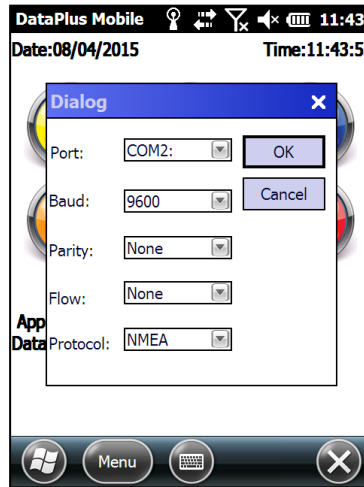 DataPlus Mobile 11:43
Date:08/04/2015 Time:11:43:5
Dialog
Port: COM2: OK
Baud: 9600 Cancel
Parity: None
Flow: None
App
Data Protocol: NMEA
Menu